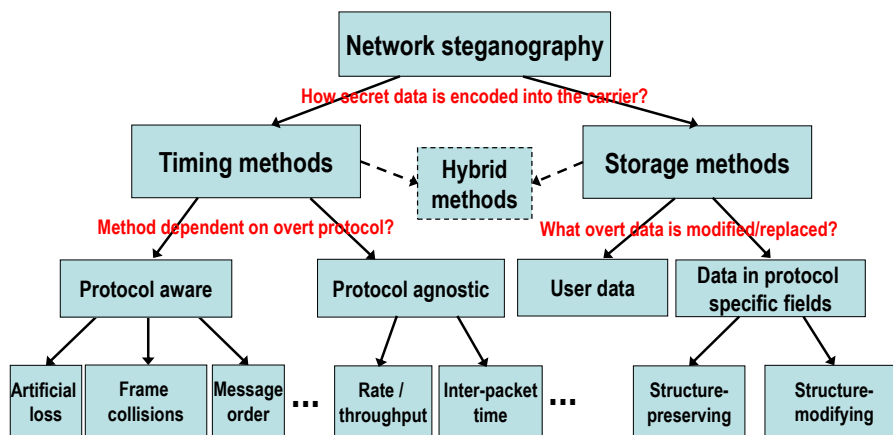 Network steganography
How secret data is encoded into the carrier?
Timing methods
Hybrid
methods
Storage methods
Method dependent on overt protocol?
What overt data is modified/replaced?
Protocol aware
Protocol agnostic
User data
Data in protocol
specific fields
Artificial
loss
Frame
collisions
Message
order
...
Rate /
throughput
Inter-packet
time
...
Structure-
preserving
Structure-
modifying